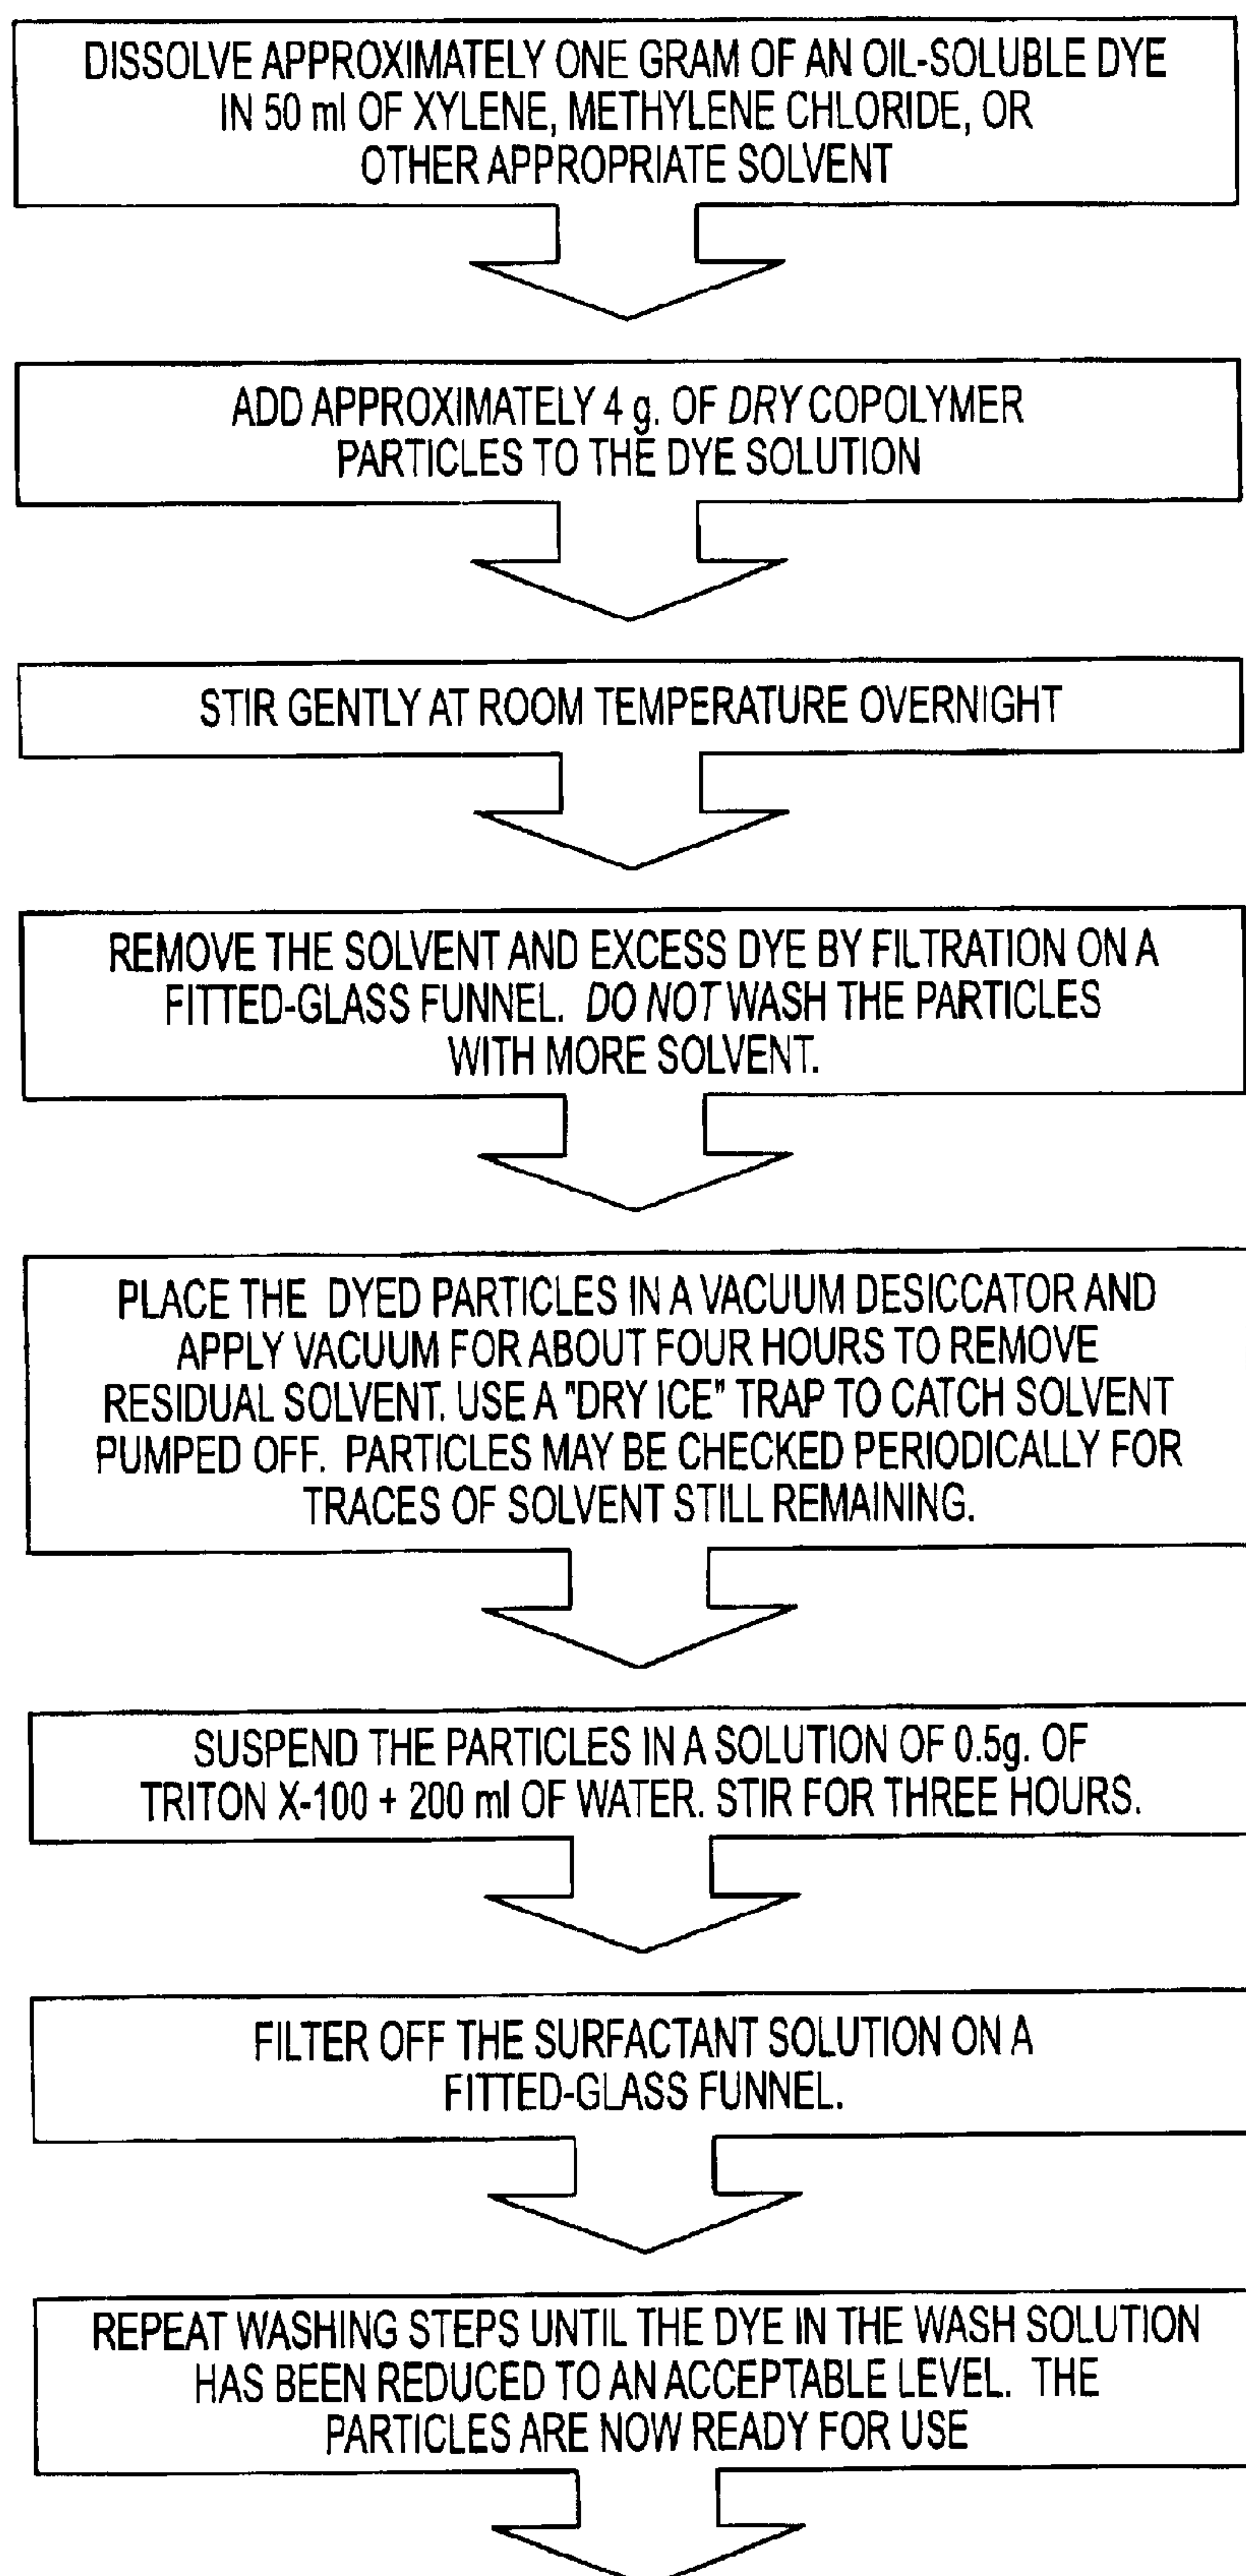 DISSOLVE APPROXIMATELY ONE GRAM OF AN OIL-SOLUBLE DYE
IN 50 ml OF XYLENE, METHYLENE CHLORIDE, OR
OTHER APPROPRIATE SOLVENT
ADD APPROXIMATELY 4 g. OF DRY COPOLYMER
PARTICLES TO THE DYE SOLUTION
STIR GENTLY AT ROOM TEMPERATURE OVERNIGHT
REMOVE THE SOLVENT AND EXCESS DYE BY FILTRATION ON A
FITTED-GLASS FUNNEL. DO NOT WASH THE PARTICLES
WITH MORE SOLVENT.
PLACE THE DYED PARTICLES IN A VACUUM DESICCATOR AND
APPLY VACUUM FOR ABOUT FOUR HOURS TO REMOVE
RESIDUAL SOLVENT. USE A "DRY ICE" TRAP TO CATCH SOLVENT
PUMPED OFF. PARTICLES MAY BE CHECKED PERIODICALLY FOR
TRACES OF SOLVENT STILL REMAINING.
SUSPEND THE PARTICLES IN A SOLUTION OF 0.5g. OF
TRITON X-100 + 200 ml OF WATER. STIR FOR THREE HOURS.
FILTER OFF THE SURFACTANT SOLUTION ON A
FITTED-GLASS FUNNEL.
REPEAT WASHING STEPS UNTIL THE DYE IN THE WASH SOLUTION
HAS BEEN REDUCED TO AN ACCEPTABLE LEVEL. THE
PARTICLES ARE NOW READY FOR USE